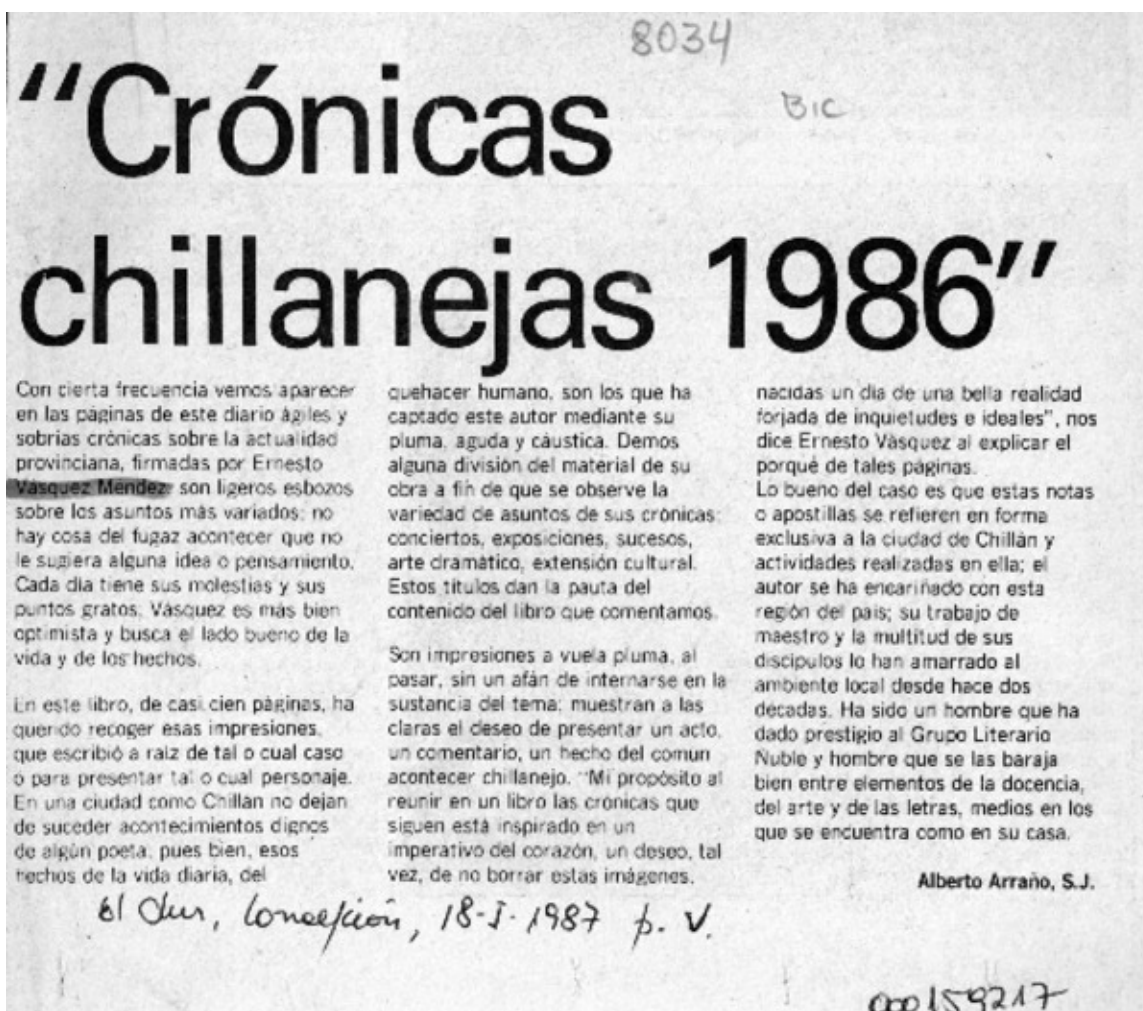 8034
BIC
"Crónicas
chillanejas 1986"
Con cierta frecuencia vemos aparecer
en las páginas de este diario ágiles y
sobrias crónicas sobre la actualidad
provinciana, firmadas por Ernesto
Vásquez Méndez: son ligeros esbozos
sobre los asuntos más variados: no
hay cosa del fugaz acontecer que no
le sugiera alguna idea o pensamiento.
Cada día tiene sus molestias y sus
puntos gratos. Vásquez es más bien
optimista y busca el lado bueno de la
vida y de los hechos.
En este libro, de casi cien páginas, ha
querido recoger esas impresiones,
que escribió a raíz de tal o cual caso
o para presentar tal o cual personaje.
En una ciudad como Chillán no dejan
de suceder acontecimientos dignos
de algún poeta, pues bien, esos
hechos de la vida diaria, del
quehacer humano, son los que ha
captado este autor mediante su
pluma, aguda y cáustica. Demos
alguna división del material de su
obra a fin de que se observe la
variedad de asuntos de sus crónicas:
conciertos, exposiciones, sucesos,
arte dramático, extensión cultural.
Estos títulos dan la pauta del
contenido del libro que comentamos.
Son impresiones a vuela pluma, al
pasar, sin un afán de internarse en la
sustancia del tema; muestran a las
claras el deseo de presentar un acto,
un comentario, un hecho del común
acontecer chillanejo. "Mi propósito al
reunir en un libro las crónicas que
siguen está inspirado en un
imperativo del corazón, un deseo, tal
vez, de no borrar estas imágenes,
nacidas un día de una bella realidad
forjada de inquietudes e ideales", nos
dice Ernesto Vásquez al explicar el
porqué de tales páginas.
Lo bueno del caso es que estas notas
o apostillas se refieren en forma
exclusiva a la ciudad de Chillán y
actividades realizadas en ella; el
autor se ha encariñado con esta
región del país; su trabajo de
maestro y la multitud de sus
discípulos lo han amarrado al
ambiente local desde hace dos
décadas. Ha sido un hombre que ha
dado prestigio al Grupo Literario
Ñuble y hombre que se las baraja
bien entre elementos de la docencia,
del arte y de las letras, medios en los
que se encuentra como en su casa.
Alberto Arraño, S.J.
El Sur, Concepción, 18-I-1987 p. V.
000159217